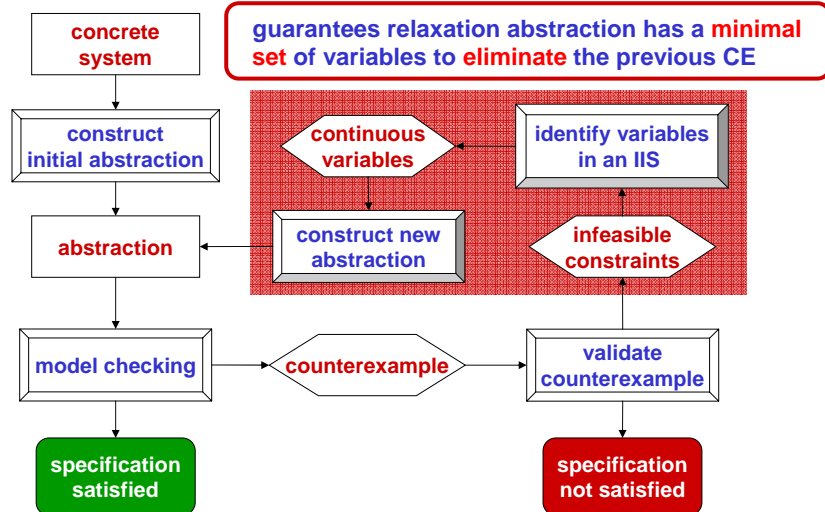 concrete
system
guarantees relaxation abstraction has a minimal
set of variables to eliminate the previous CE
construct
initial abstraction
continuous
variables
identify variables
in an IIS
abstraction
construct new
abstraction
infeasible
constraints
model checking
counterexample
validate
counterexample
specification
satisfied
specification
not satisfied